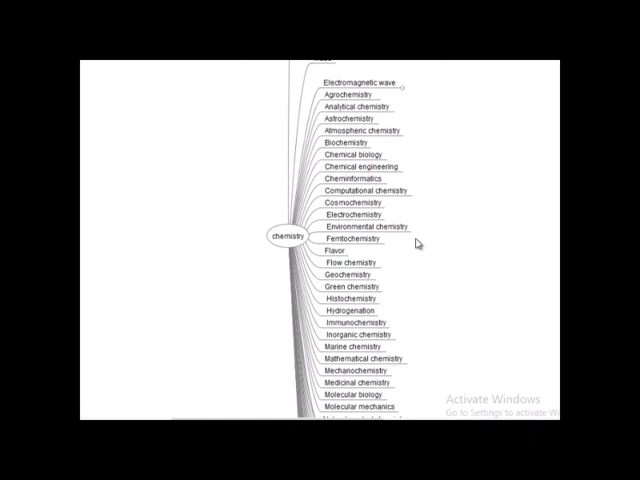 Electromagnetic wave
Agrochemistry
Analytical chemistry
Astrochemistry
Atmospheric chemistry
Biochemistry
Chemical biology
Chemical engineering
Cheminformatics
Computational chemistry
Cosmochemistry
Electrochemistry
Environmental chemistry
chemistry
Femtochemistry
Flavor
Flow chemistry
Geochemistry
Green chemistry
Histochemistry
Hydrogenation
Immunochemistry
Inorganic chemistry
Marine chemistry
Mathematical chemistry
Mechanochemistry
Medicinal chemistry
Molecular biology
Molecular mechanics
Activate Windows
Go to Settings to activate Wi